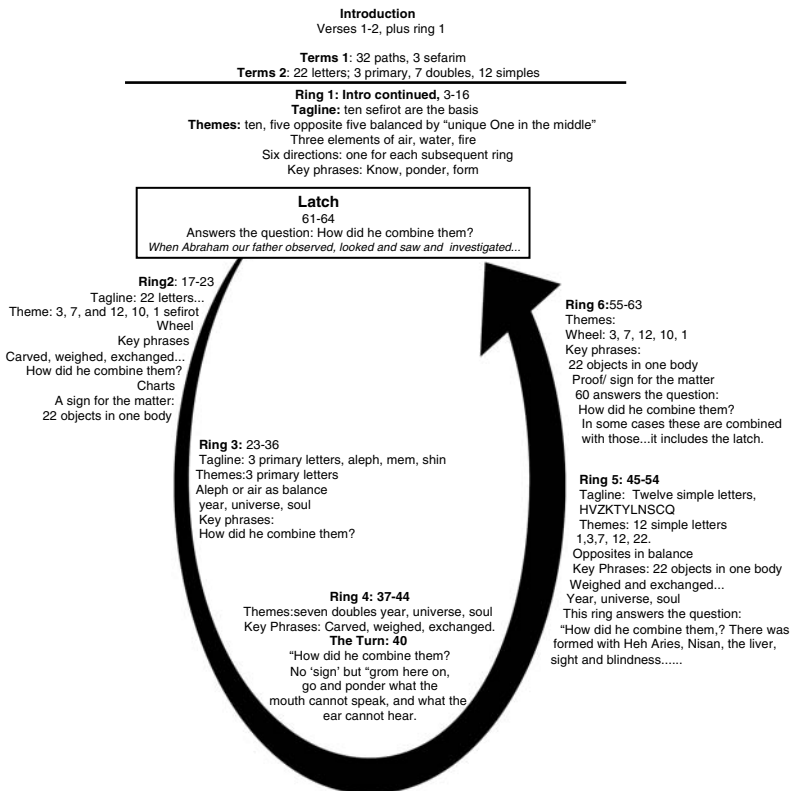 Introduction
Verses 1-2, plus ring 1
Terms 1: 32 paths, 3 sefarim
Terms 2: 22 letters; 3 primary, 7 doubles, 12 simples
Ring 1: Intro continued, 3-16
Tagline: ten sefirot are the basis
Themes: ten, five opposite five balanced by “unique One in the middle”
Three elements of air, water, fire
Six directions: one for each subsequent ring
Key phrases: Know, ponder, form
Latch
61-64
Answers the question: How did he combine them?
When Abraham our father observed, looked and saw and investigated...
Ring2: 17-23
Tagline: 22 letters...
Theme: 3, 7, and 12, 10, 1 sefirot
Wheel
Key phrases
Carved, weighed, exchanged...
How did he combine them?
Charts
A sign for the matter:
22 objects in one body
Ring 3: 23-36
Tagline: 3 primary letters, aleph, mem, shin
Themes:3 primary letters
Aleph or air as balance
year, universe, soul
Key phrases:
How did he combine them?
Ring 4: 37-44
Themes:seven doubles year, universe, soul
Key Phrases: Carved, weighed, exchanged.
The Turn: 40
“How did he combine them?
No ‘sign’ but “grom here on,
go and ponder what the
mouth cannot speak, and what the
ear cannot hear.
Ring 5: 45-54
Tagline: Twelve simple letters,
HVZKTYLNSCQ
Themes: 12 simple letters
1,3,7, 12, 22.
Opposites in balance
Key Phrases: 22 objects in one body
Weighed and exchanged...
Year, universe, soul
This ring answers the question:
“How did he combine them,? There was
formed with Heh Aries, Nisan, the liver,
sight and blindness......
Ring 6:55-63
Themes:
Wheel: 3, 7, 12, 10, 1
Key phrases:
22 objects in one body
Proof/ sign for the matter
60 answers the question:
How did he combine them?
In some cases these are combined
with those...it includes the latch.